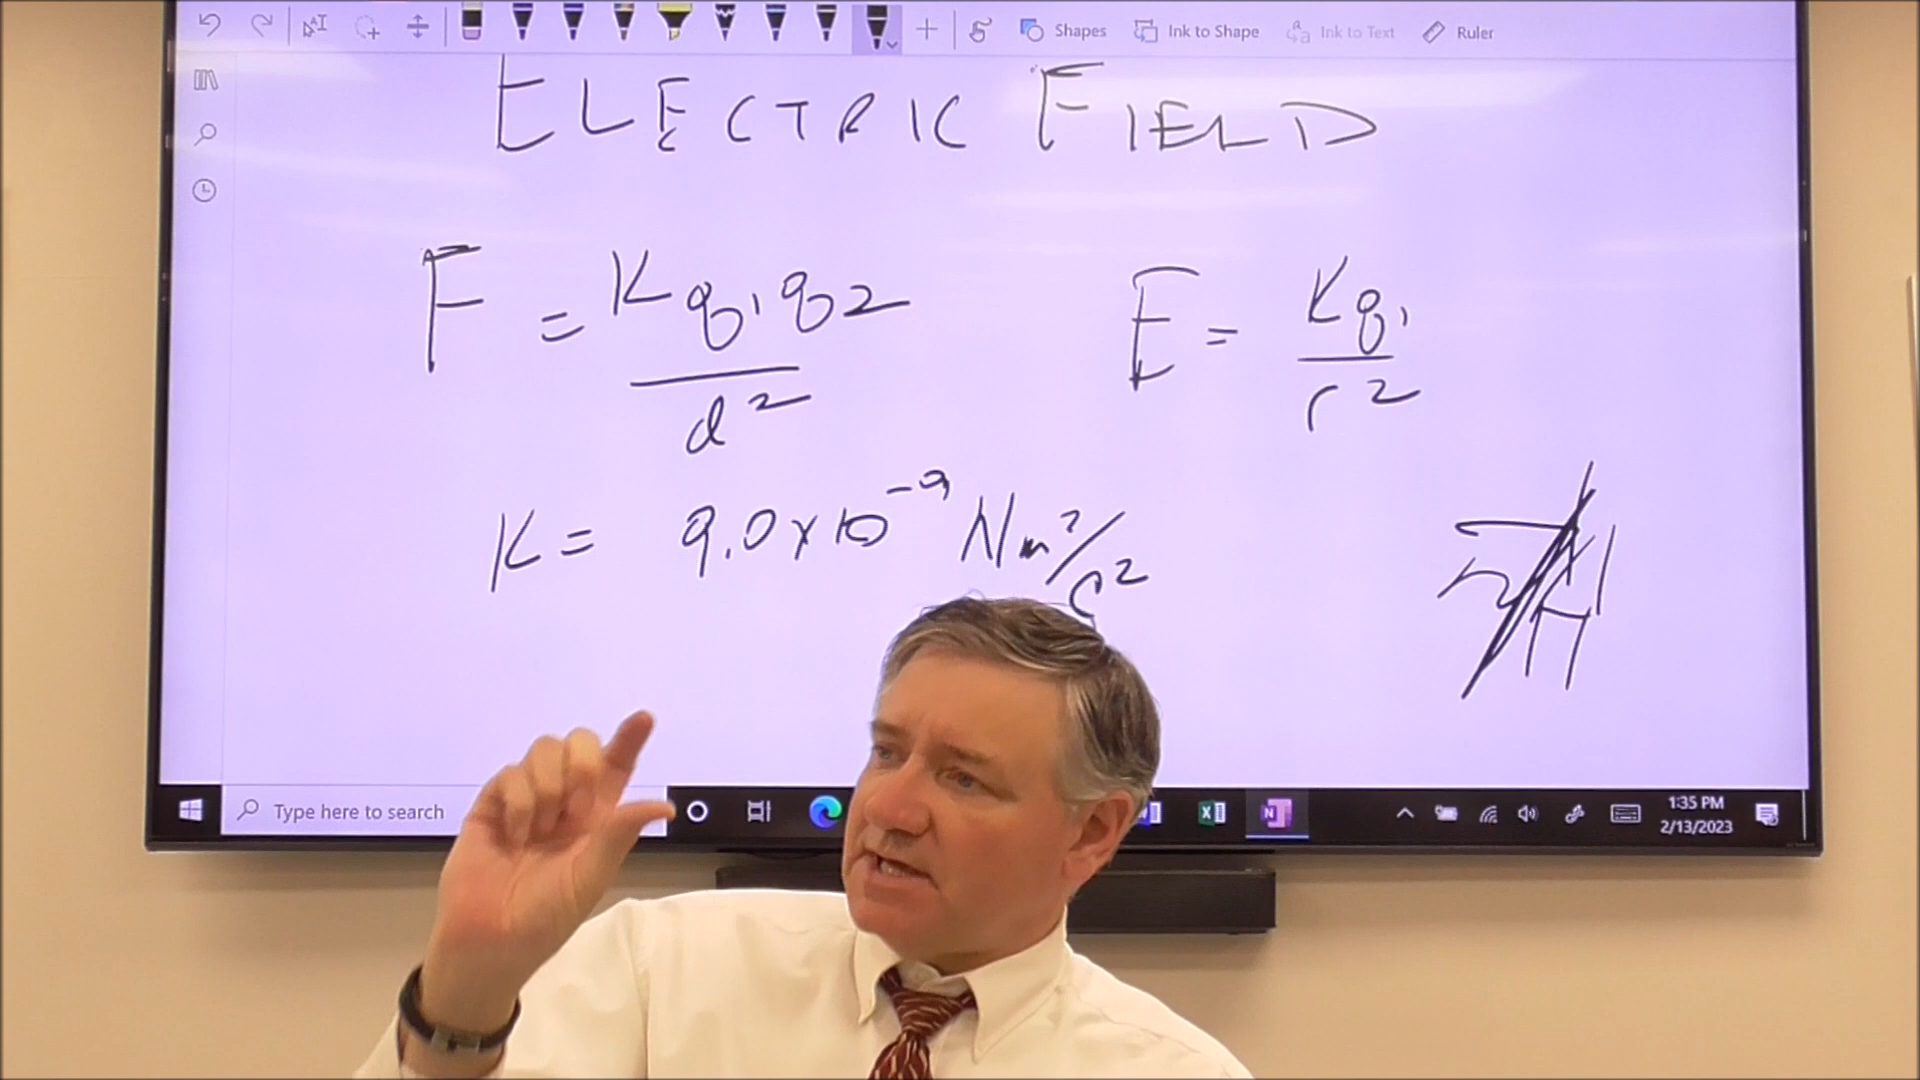 Shapes Ink to Shape Ink to Text Ruler
ELECTRIC FIELD
F = Kq1q2 / d² E = Kq1 / r²
K = 9.0 x 10⁻⁹ Nm²/C²
Type here to search
1:35 PM
2/13/2023